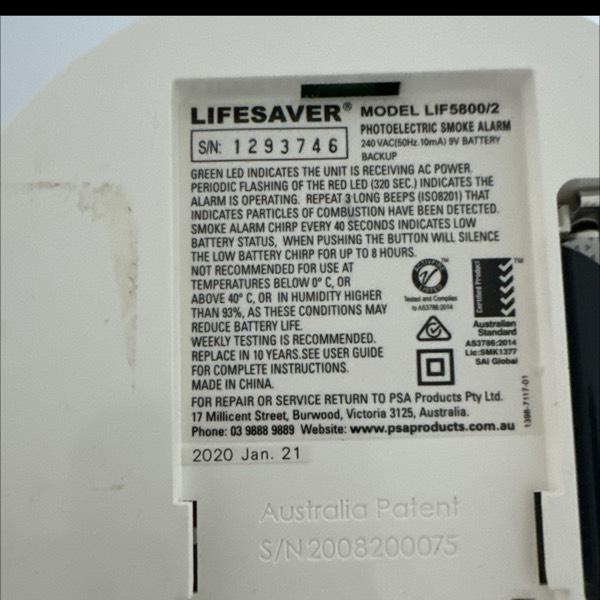 LIFESAVER® MODEL LIF5800/2
S/N: 1293746
PHOTOELECTRIC SMOKE ALARM
240 VAC(50Hz. 10mA) 9V BATTERY
BACKUP
GREEN LED INDICATES THE UNIT IS RECEIVING AC POWER.
PERIODIC FLASHING OF THE RED LED (320 SEC.) INDICATES THE
ALARM IS OPERATING. REPEAT 3 LONG BEEPS (ISO8201) THAT
INDICATES PARTICLES OF COMBUSTION HAVE BEEN DETECTED.
SMOKE ALARM CHIRP EVERY 40 SECONDS INDICATES LOW
BATTERY STATUS, WHEN PUSHING THE BUTTON WILL SILENCE
THE LOW BATTERY CHIRP FOR UP TO 8 HOURS.
NOT RECOMMENDED FOR USE AT
TEMPERATURES BELOW 0° C, OR
ABOVE 40° C, OR IN HUMIDITY HIGHER
THAN 93%, AS THESE CONDITIONS MAY
REDUCE BATTERY LIFE.
WEEKLY TESTING IS RECOMMENDED.
REPLACE IN 10 YEARS.SEE USER GUIDE
FOR COMPLETE INSTRUCTIONS.
MADE IN CHINA.
TM
Tested and Complies
to AS3786:2014
Certified Product
TM
Australian
Standard
AS3786:2014
Lic:SMK1377
SAI Global
FOR REPAIR OR SERVICE RETURN TO PSA Products Pty Ltd.
17 Millicent Street, Burwood, Victoria 3125, Australia.
Phone: 03 9888 9889 Website: www.psaproducts.com.au
1398-7117-01
2020 Jan. 21
Australia Patent
S/N 2008200075